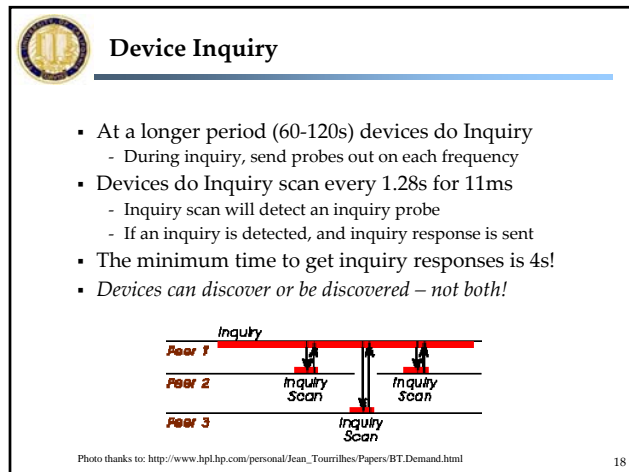 Device Inquiry
▪ At a longer period (60-120s) devices do Inquiry
- During inquiry, send probes out on each frequency
▪ Devices do Inquiry scan every 1.28s for 11ms
- Inquiry scan will detect an inquiry probe
- If an inquiry is detected, and inquiry response is sent
▪ The minimum time to get inquiry responses is 4s!
▪ Devices can discover or be discovered – not both!
Inquiry
Peer 1
Peer 2
Inquiry Scan
Inquiry Scan
Peer 3
Inquiry Scan
Photo thanks to: http://www.hpl.hp.com/personal/Jean_Tourrilhes/Papers/BT.Demand.html
18